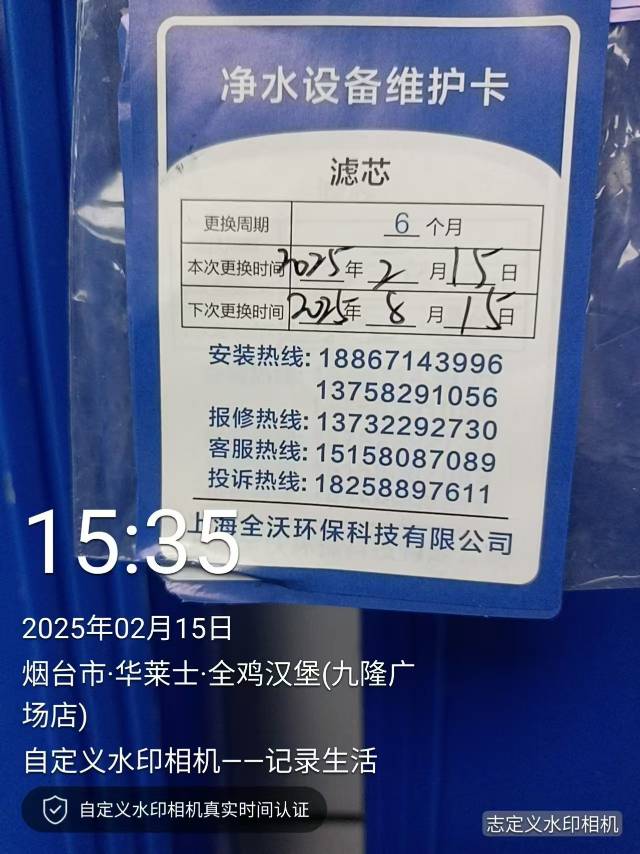 净水设备维护卡
滤芯
更换周期 6 个月
本次更换时间 2025 年 2 月 15 日
下次更换时间 2025 年 8 月 15 日
安装热线: 18867143996
13758291056
报修热线: 13732292730
客服热线: 15158087089
投诉热线: 18258897611
上海全沃环保科技有限公司
15:35
2025年02月15日
烟台市·华莱士·全鸡汉堡(九隆广
场店)
自定义水印相机——记录生活
自定义水印相机真实时间认证
志定义水印相机